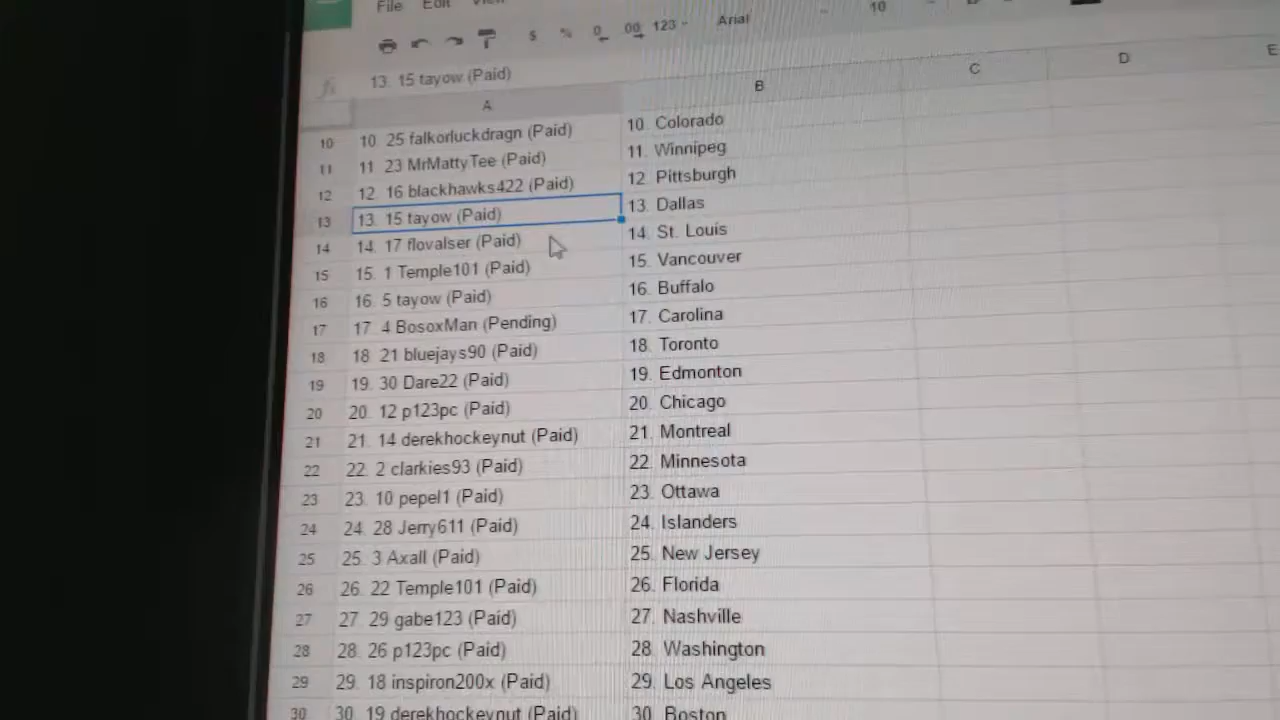 File Edit View
$ % 0 00 123 Arial 10
fx 13. 15 tayow (Paid)
A B C D E
10 10. 25 falkorluckdragn (Paid) 10. Colorado
11 11. 23 MrMattyTee (Paid) 11. Winnipeg
12 12. 16 blackhawks422 (Paid) 12. Pittsburgh
13 13. 15 tayow (Paid) 13. Dallas
14 14. 17 flovalser (Paid) 14. St. Louis
15 15. 1 Temple101 (Paid) 15. Vancouver
16 16. 5 tayow (Paid) 16. Buffalo
17 17. 4 BosoxMan (Pending) 17. Carolina
18 18. 21 bluejays90 (Paid) 18. Toronto
19 19. 30 Dare22 (Paid) 19. Edmonton
20 20. 12 p123pc (Paid) 20. Chicago
21 21. 14 derekhockeynut (Paid) 21. Montreal
22 22. 2 clarkies93 (Paid) 22. Minnesota
23 23. 10 pepel1 (Paid) 23. Ottawa
24 24. 28 Jerry611 (Paid) 24. Islanders
25 25. 3 Axall (Paid) 25. New Jersey
26 26. 22 Temple101 (Paid) 26. Florida
27 27. 29 gabe123 (Paid) 27. Nashville
28 28. 26 p123pc (Paid) 28. Washington
29 29. 18 inspiron200x (Paid) 29. Los Angeles
30 30. 19 derekhockeynut (Paid) 30. Boston